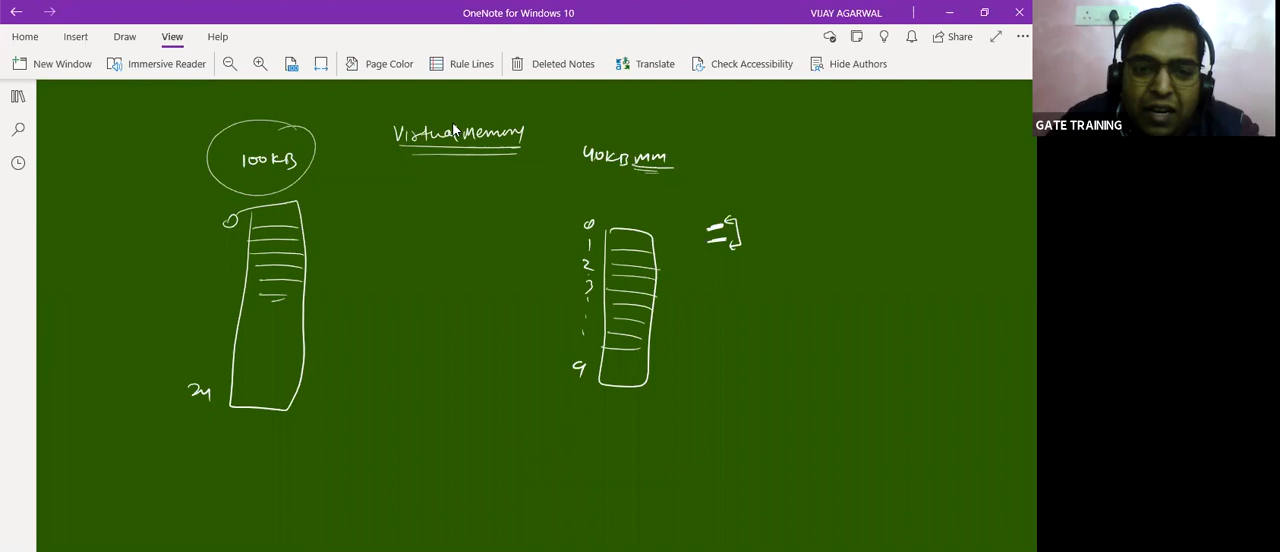 OneNote for Windows 10
VIJAY AGARWAL
Home Insert Draw View Help
Share
New Window Immersive Reader Page Color Rule Lines Deleted Notes Translate Check Accessibility Hide Authors
GATE TRAINING
Virtual Memory
100KB
40KB MM
0
24
0
1
2
3
9